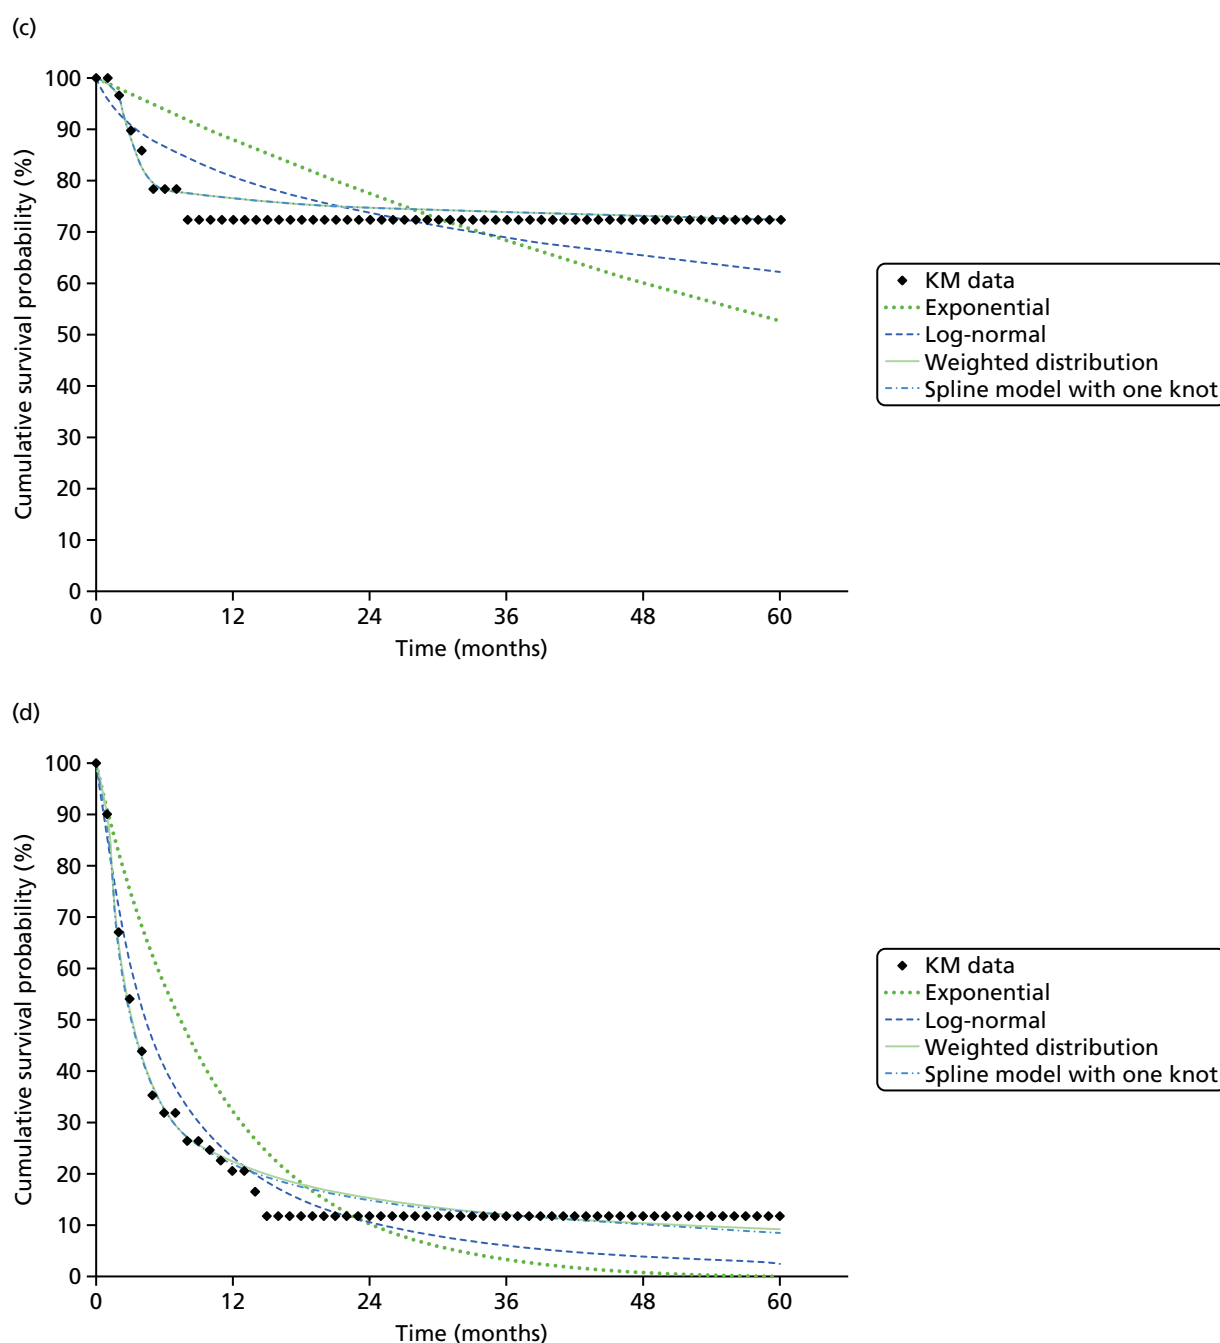 (c)
100
90
80
70
60
50
40
30
20
10
0
Cumulative survival probability (%)
0 12 24 36 48 60
Time (months)
KM data
Exponential
Log-normal
Weighted distribution
Spline model with one knot
(d)
100
90
80
70
60
50
40
30
20
10
0
Cumulative survival probability (%)
0 12 24 36 48 60
Time (months)
KM data
Exponential
Log-normal
Weighted distribution
Spline model with one knot